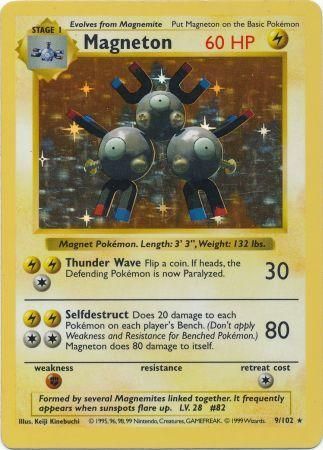 Evolves from Magnemite Put Magneton on the Basic Pokémon
STAGE 1
Magneton 60 HP
Magnet Pokémon. Length: 3' 3", Weight: 132 lbs.
Thunder Wave Flip a coin. If heads, the
Defending Pokémon is now Paralyzed.
30
Selfdestruct Does 20 damage to each
Pokémon on each player's Bench. (Don't apply
Weakness and Resistance for Benched Pokémon.)
Magneton does 80 damage to itself.
80
weakness resistance retreat cost
Formed by several Magnemites linked together. It frequently
appears when sunspots flare up. LV. 28 #82
Illus. Keiji Kinebuchi © 1995, 96, 98, 99 Nintendo, Creatures, GAMEFREAK. © 1999 Wizards. 9/102 ★